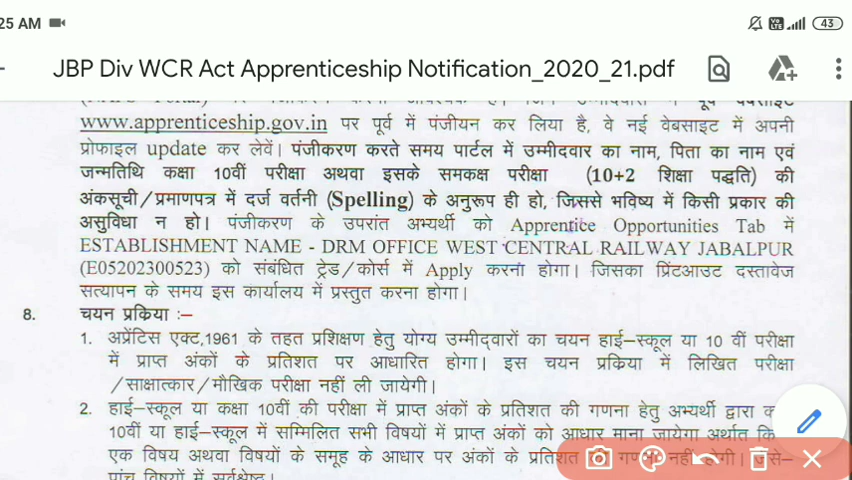 25 AM
43
JBP Div WCR Act Apprenticeship Notification_2020_21.pdf
www.apprenticeship.gov.in पर पूर्व में पंजीयन कर लिया है, वे नई वेबसाइट में अपनी
प्रोफाइल update कर लेवें। पंजीकरण करते समय पार्टल में उम्मीदवार का नाम, पिता का नाम एवं
जन्मतिथि कक्षा 10वीं परीक्षा अथवा इसके समकक्ष परीक्षा (10+2 शिक्षा पद्धति) की
अंकसूची/प्रमाणपत्र में दर्ज वर्तनी (Spelling) के अनुरूप ही हो, जिससे भविष्य में किसी प्रकार की
असुविधा न हो। पंजीकरण के उपरांत अभ्यर्थी को Apprentice Opportunities Tab में
ESTABLISHMENT NAME - DRM OFFICE WEST CENTRAL RAILWAY JABALPUR
(E05202300523) को संबंधित ट्रेड/कोर्स में Apply करना होगा। जिसका प्रिंटआउट दस्तावेज
सत्यापन के समय इस कार्यालय में प्रस्तुत करना होगा।
8. चयन प्रक्रिया :–
1. अप्रेंटिस एक्ट,1961 के तहत प्रशिक्षण हेतु योग्य उम्मीद्वारों का चयन हाई–स्कूल या 10 वीं परीक्षा
में प्राप्त अंकों के प्रतिशत पर आधारित होगा। इस चयन प्रक्रिया में लिखित परीक्षा
/साक्षात्कार/मौखिक परीक्षा नहीं ली जायेगी।
2. हाई–स्कूल या कक्षा 10वीं की परीक्षा में प्राप्त अंकों के प्रतिशत की गणना हेतु अभ्यर्थी द्वारा क
10वीं या हाई–स्कूल में सम्मिलित सभी विषयों में प्राप्त अंकों को आधार माना जायेगा अर्थात कि
एक विषय अथवा विषयों के समूह के आधार पर अंकों के प्रतिशत की नहीं होगी। जैसे–
पांच विषयों में सर्वश्रेष्ठ।